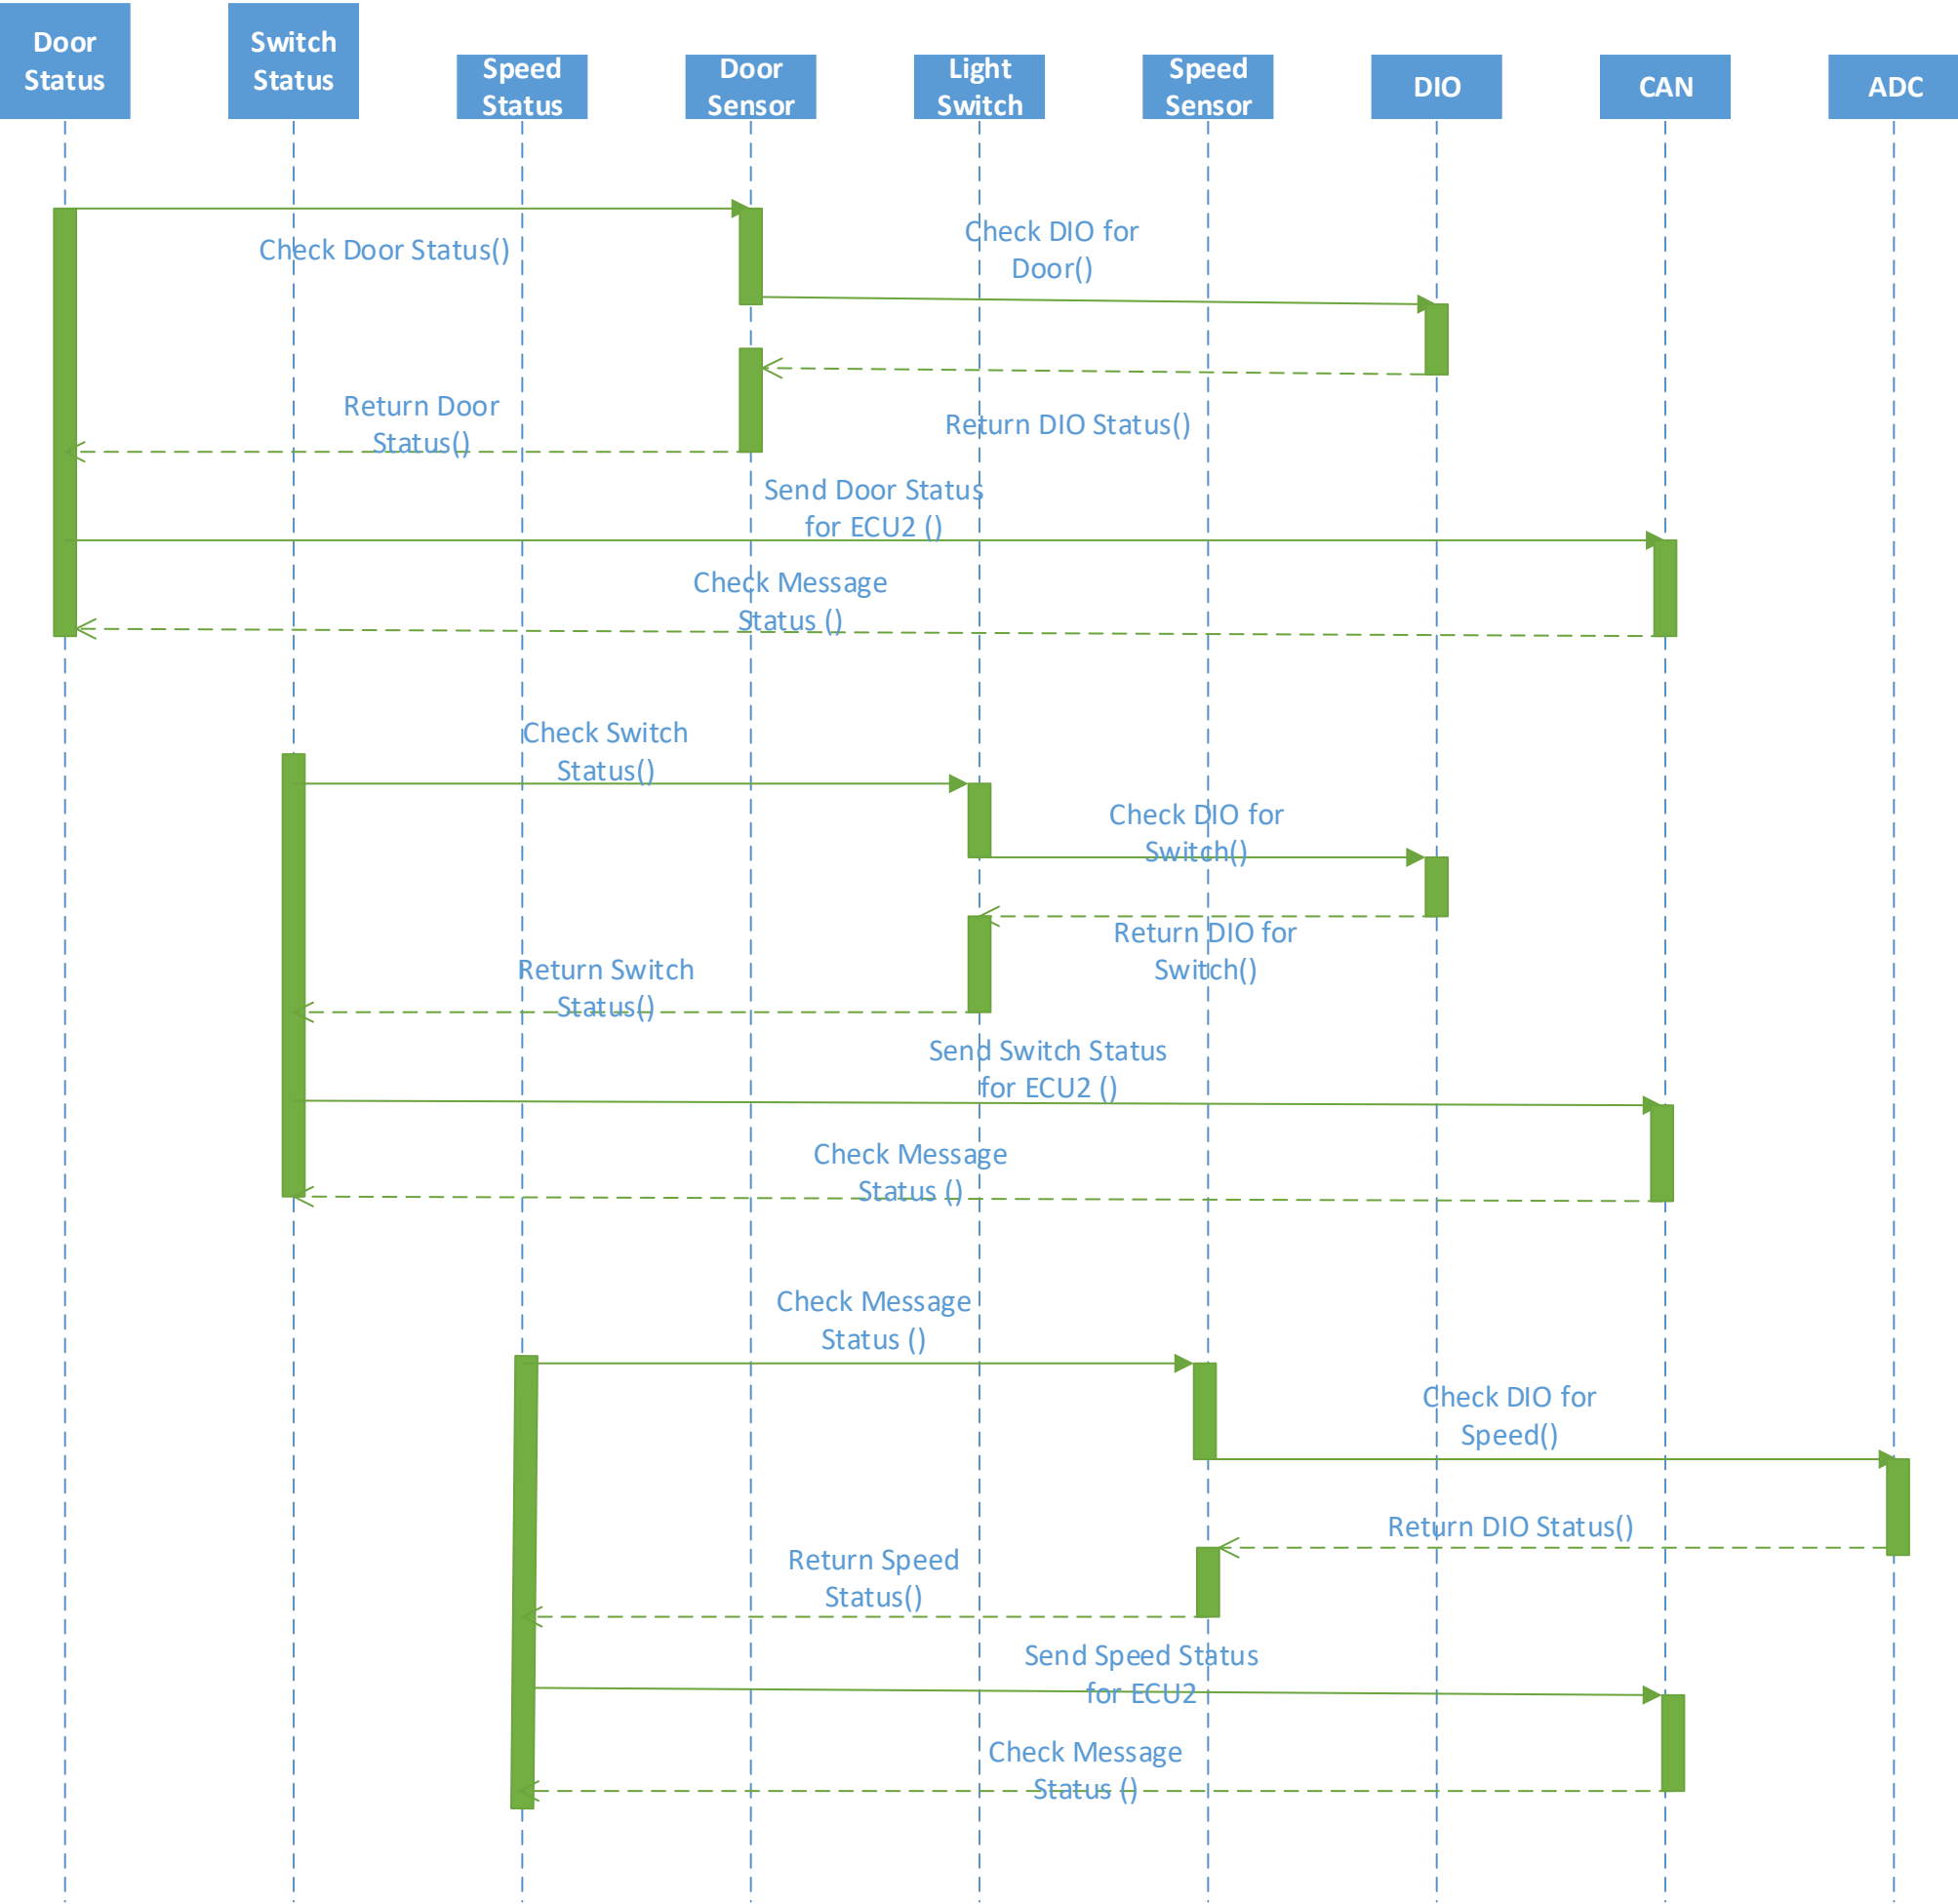 Door
Status
Switch
Status
Speed
Status
Door
Sensor
Light
Switch
Speed
Sensor
DIO
CAN
ADC
Check Door Status()
Check DIO for
Door()
Return Door
Status()
Return DIO Status()
Send Door Status
for ECU2 ()
Check Message
Status ()
Check Switch
Status()
Check DIO for
Switch()
Return DIO for
Switch()
Return Switch
Status()
Send Switch Status
for ECU2 ()
Check Message
Status ()
Check Message
Status ()
Check DIO for
Speed()
Return DIO Status()
Return Speed
Status()
Send Speed Status
for ECU2
Check Message
Status ()